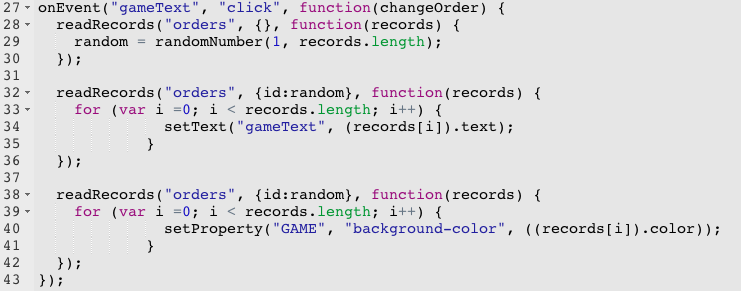 27 onEvent("gameText", "click", function(changeOrder) {
28   readRecords("orders", {}, function(records) {
29     random = randomNumber(1, records.length);
30   });
31
32   readRecords("orders", {id:random}, function(records) {
33     for (var i =0; i < records.length; i++) {
34               setText("gameText", (records[i]).text);
35             }
36   });
37
38   readRecords("orders", {id:random}, function(records) {
39     for (var i =0; i < records.length; i++) {
40               setProperty("GAME", "background-color", ((records[i]).color));
41             }
42   });
43 });